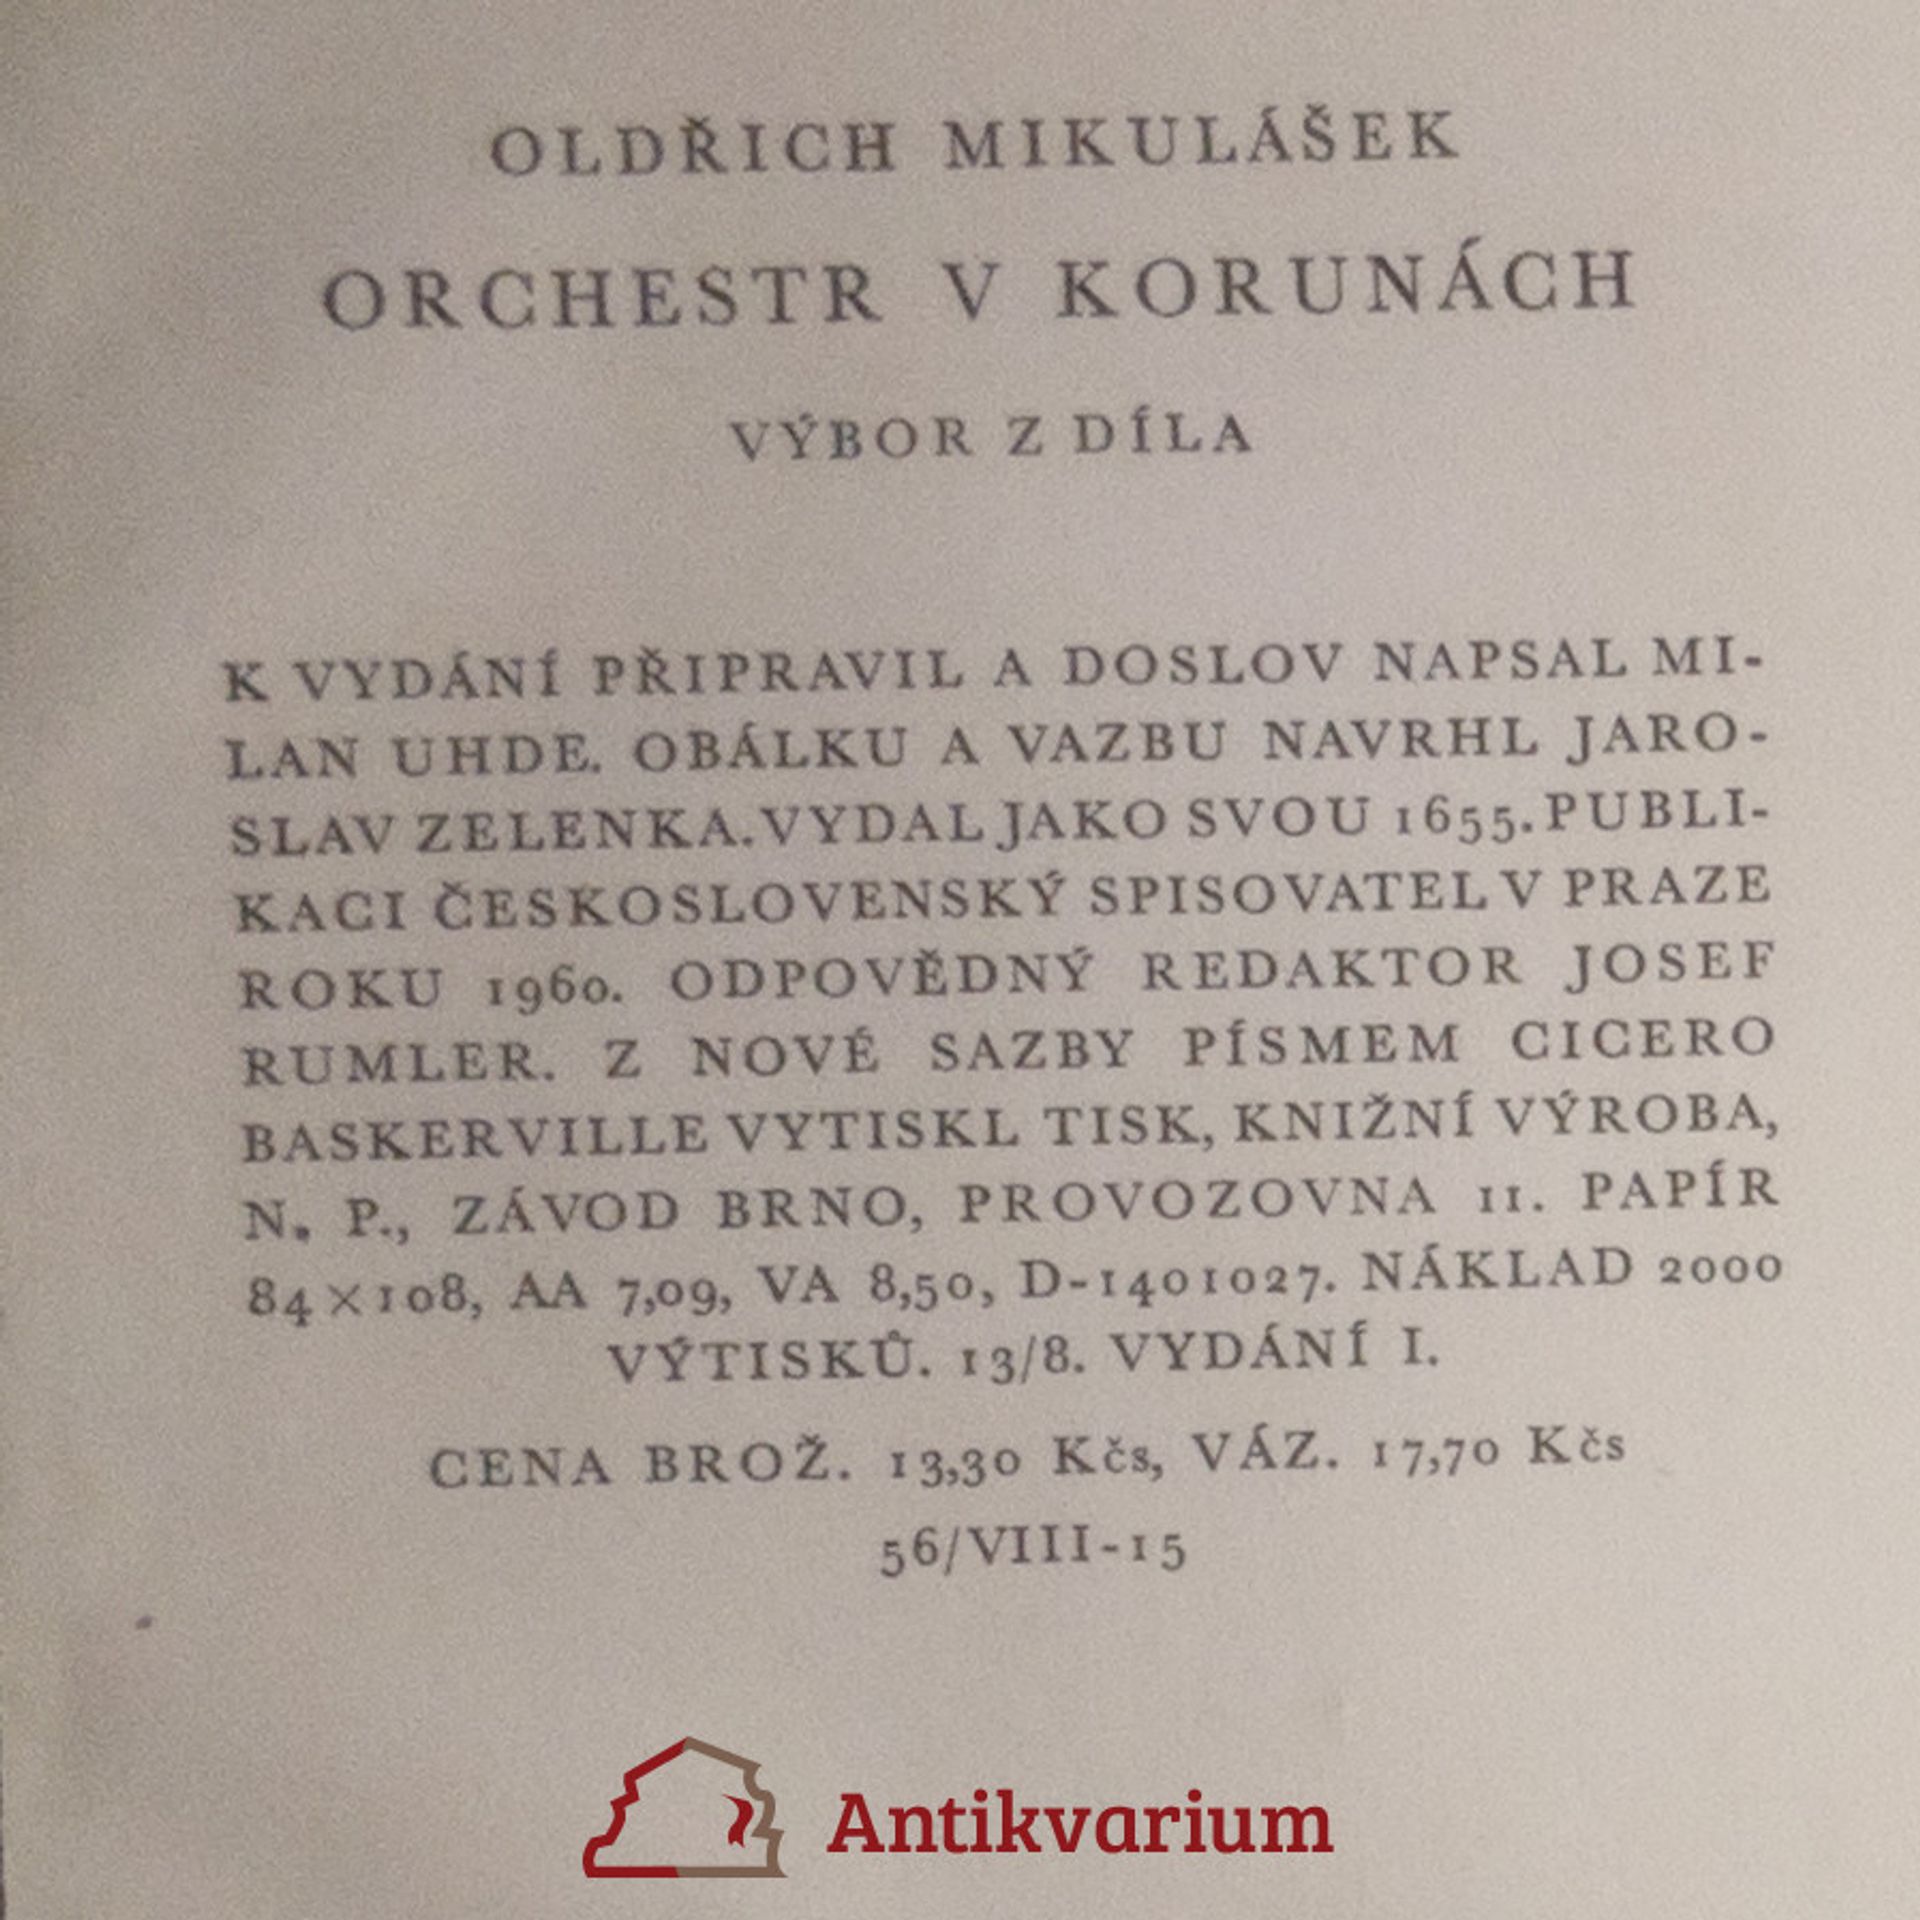 OLDŘICH MIKULÁŠEK
ORCHESTR V KORUNÁCH
VÝBOR Z DÍLA
K VYDÁNÍ PŘIPRAVIL A DOSLOV NAPSAL MI-
LAN UHDE. OBÁLKU A VAZBU NAVRHL JARO-
SLAV ZELENKA. VYDAL JAKO SVOU 1655. PUBLI-
KACI ČESKOSLOVENSKÝ SPISOVATEL V PRAZE
ROKU 1960. ODPOVĚDNÝ REDAKTOR JOSEF
RUMLER. Z NOVÉ SAZBY PÍSMEM CICERO
BASKERVILLE VYTISKL TISK, KNIŽNÍ VÝROBA,
N. P., ZÁVOD BRNO, PROVOZOVNA 11. PAPÍR
84×108, AA 7,09, VA 8,50, D-1401027. NÁKLAD 2000
VÝTISKŮ. 13/8. VYDÁNÍ I.
CENA BROŽ. 13,30 Kčs, VÁZ. 17,70 Kčs
56/VIII-15
Antikvarium